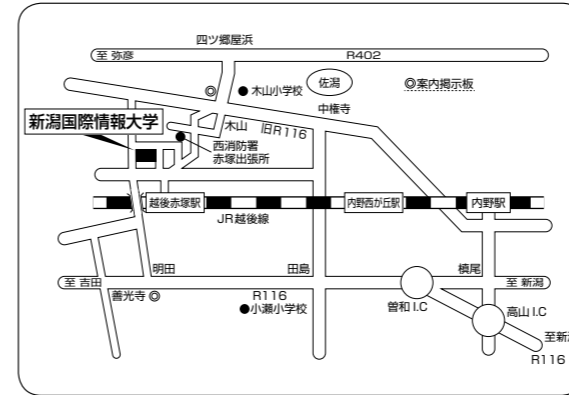 四ツ郷屋浜
至 弥彦
R402
佐潟
◎案内掲示板
◎
●木山小学校
中権寺
新潟国際情報大学
木山
旧R116
西消防署
赤塚出張所
越後赤塚駅
内野西が丘駅
内野駅
JR越後線
明田
田島
槙尾
至 吉田
至 新潟
善光寺◎
R116
●小瀬小学校
曽和 I.C
高山 I.C
至新潟
R116